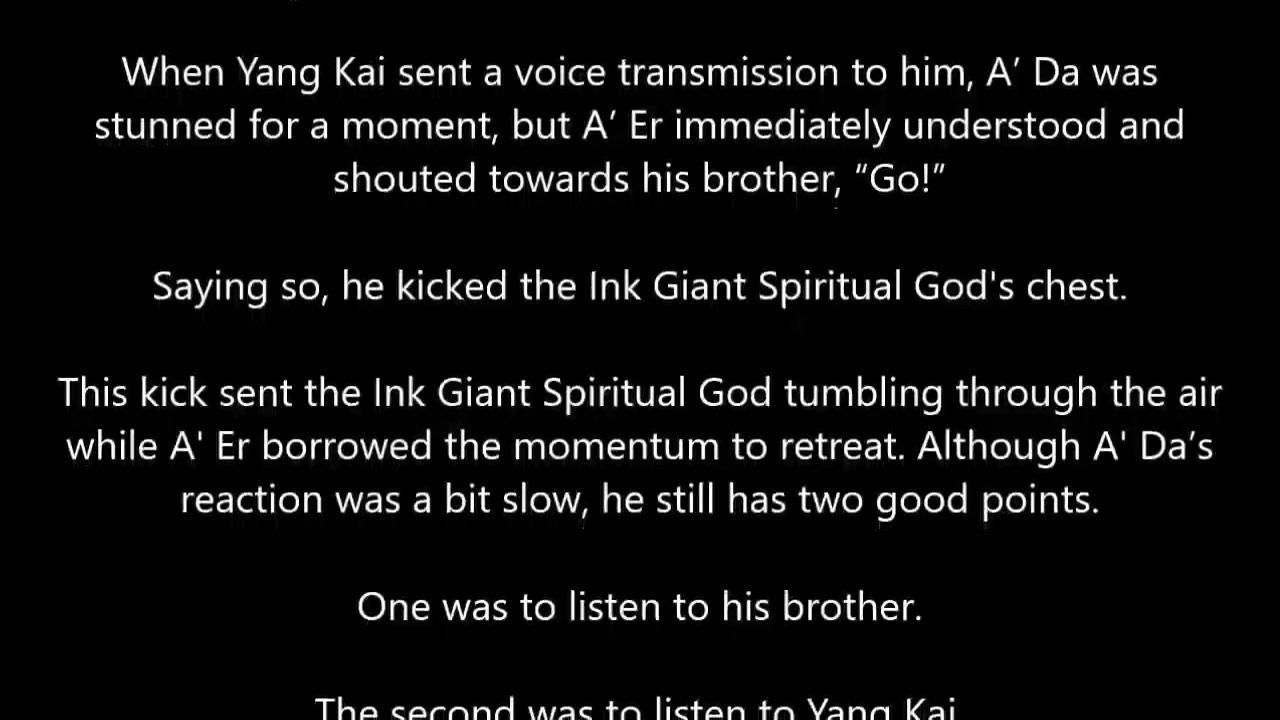 When Yang Kai sent a voice transmission to him, A’ Da was
stunned for a moment, but A’ Er immediately understood and
shouted towards his brother, “Go!”
Saying so, he kicked the Ink Giant Spiritual God's chest.
This kick sent the Ink Giant Spiritual God tumbling through the air
while A' Er borrowed the momentum to retreat. Although A' Da’s
reaction was a bit slow, he still has two good points.
One was to listen to his brother.
The second was to listen to Yang Kai